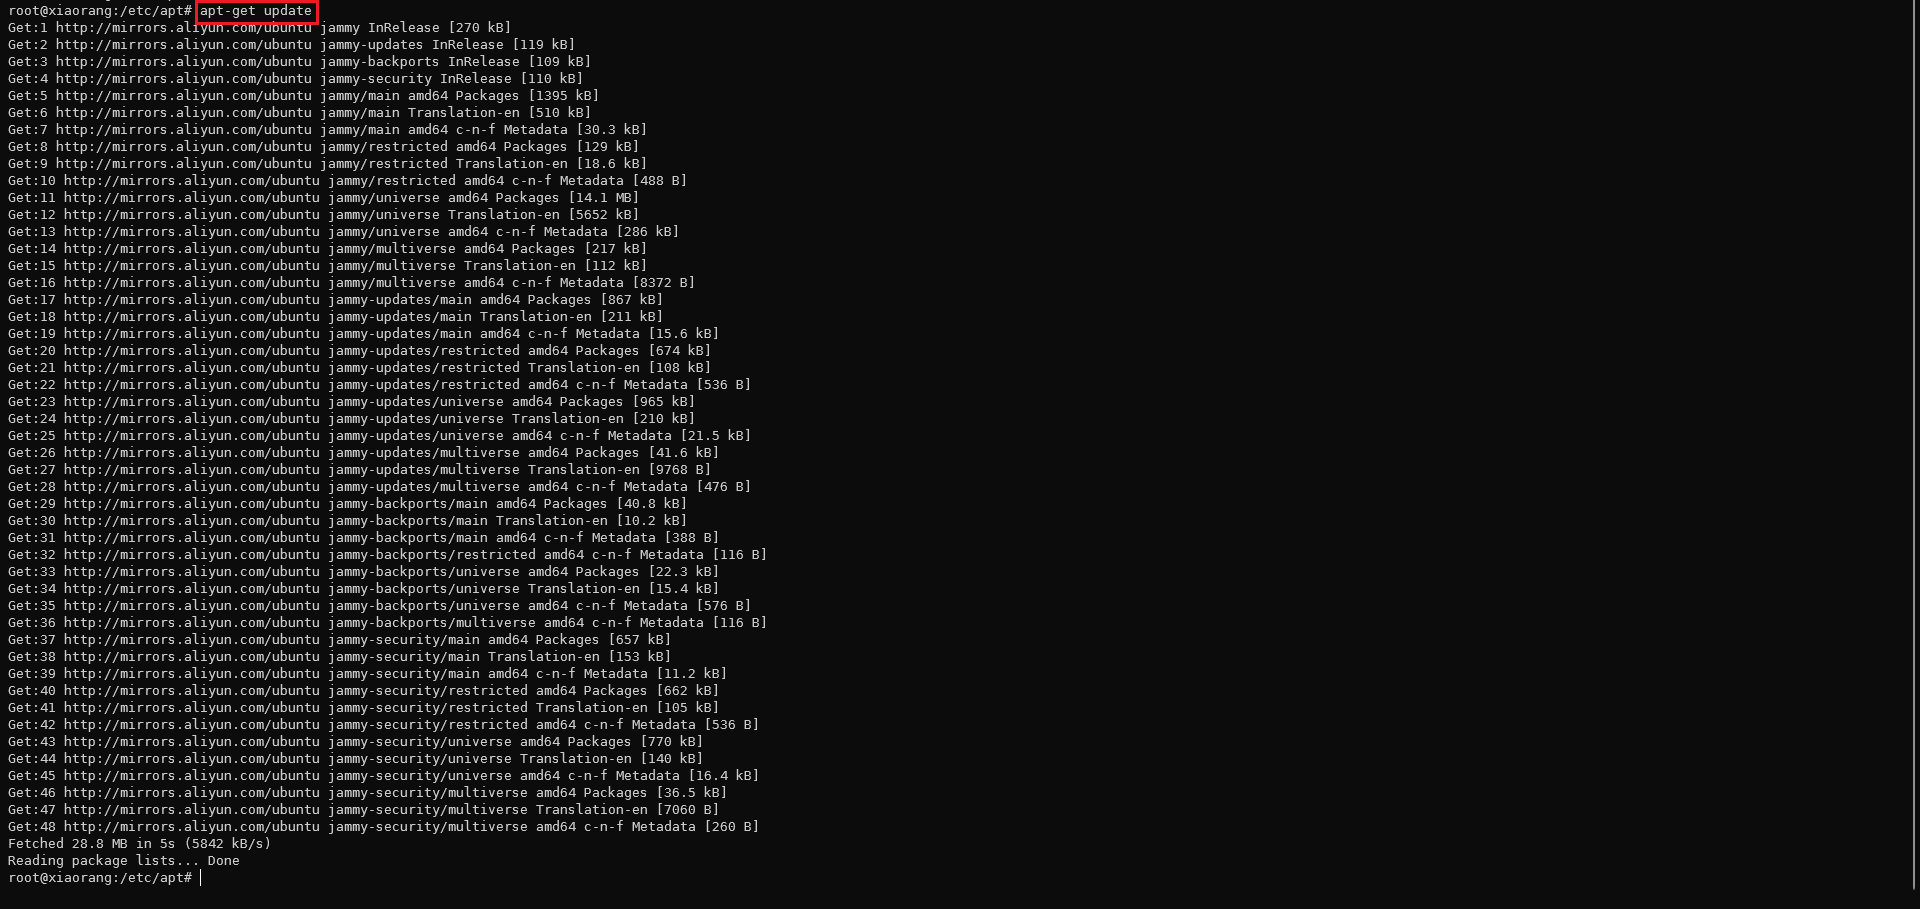 root@xiaorang:/etc/apt# apt-get update
Get:1 http://mirrors.aliyun.com/ubuntu jammy InRelease [270 kB]
Get:2 http://mirrors.aliyun.com/ubuntu jammy-updates InRelease [119 kB]
Get:3 http://mirrors.aliyun.com/ubuntu jammy-backports InRelease [109 kB]
Get:4 http://mirrors.aliyun.com/ubuntu jammy-security InRelease [110 kB]
Get:5 http://mirrors.aliyun.com/ubuntu jammy/main amd64 Packages [1395 kB]
Get:6 http://mirrors.aliyun.com/ubuntu jammy/main Translation-en [510 kB]
Get:7 http://mirrors.aliyun.com/ubuntu jammy/main amd64 c-n-f Metadata [30.3 kB]
Get:8 http://mirrors.aliyun.com/ubuntu jammy/restricted amd64 Packages [129 kB]
Get:9 http://mirrors.aliyun.com/ubuntu jammy/restricted Translation-en [18.6 kB]
Get:10 http://mirrors.aliyun.com/ubuntu jammy/restricted amd64 c-n-f Metadata [488 B]
Get:11 http://mirrors.aliyun.com/ubuntu jammy/universe amd64 Packages [14.1 MB]
Get:12 http://mirrors.aliyun.com/ubuntu jammy/universe Translation-en [5652 kB]
Get:13 http://mirrors.aliyun.com/ubuntu jammy/universe amd64 c-n-f Metadata [286 kB]
Get:14 http://mirrors.aliyun.com/ubuntu jammy/multiverse amd64 Packages [217 kB]
Get:15 http://mirrors.aliyun.com/ubuntu jammy/multiverse Translation-en [112 kB]
Get:16 http://mirrors.aliyun.com/ubuntu jammy/multiverse amd64 c-n-f Metadata [8372 B]
Get:17 http://mirrors.aliyun.com/ubuntu jammy-updates/main amd64 Packages [867 kB]
Get:18 http://mirrors.aliyun.com/ubuntu jammy-updates/main Translation-en [211 kB]
Get:19 http://mirrors.aliyun.com/ubuntu jammy-updates/main amd64 c-n-f Metadata [15.6 kB]
Get:20 http://mirrors.aliyun.com/ubuntu jammy-updates/restricted amd64 Packages [674 kB]
Get:21 http://mirrors.aliyun.com/ubuntu jammy-updates/restricted Translation-en [108 kB]
Get:22 http://mirrors.aliyun.com/ubuntu jammy-updates/restricted amd64 c-n-f Metadata [536 B]
Get:23 http://mirrors.aliyun.com/ubuntu jammy-updates/universe amd64 Packages [965 kB]
Get:24 http://mirrors.aliyun.com/ubuntu jammy-updates/universe Translation-en [210 kB]
Get:25 http://mirrors.aliyun.com/ubuntu jammy-updates/universe amd64 c-n-f Metadata [21.5 kB]
Get:26 http://mirrors.aliyun.com/ubuntu jammy-updates/multiverse amd64 Packages [41.6 kB]
Get:27 http://mirrors.aliyun.com/ubuntu jammy-updates/multiverse Translation-en [9768 B]
Get:28 http://mirrors.aliyun.com/ubuntu jammy-updates/multiverse amd64 c-n-f Metadata [476 B]
Get:29 http://mirrors.aliyun.com/ubuntu jammy-backports/main amd64 Packages [40.8 kB]
Get:30 http://mirrors.aliyun.com/ubuntu jammy-backports/main Translation-en [10.2 kB]
Get:31 http://mirrors.aliyun.com/ubuntu jammy-backports/main amd64 c-n-f Metadata [388 B]
Get:32 http://mirrors.aliyun.com/ubuntu jammy-backports/restricted amd64 c-n-f Metadata [116 B]
Get:33 http://mirrors.aliyun.com/ubuntu jammy-backports/universe amd64 Packages [22.3 kB]
Get:34 http://mirrors.aliyun.com/ubuntu jammy-backports/universe Translation-en [15.4 kB]
Get:35 http://mirrors.aliyun.com/ubuntu jammy-backports/universe amd64 c-n-f Metadata [576 B]
Get:36 http://mirrors.aliyun.com/ubuntu jammy-backports/multiverse amd64 c-n-f Metadata [116 B]
Get:37 http://mirrors.aliyun.com/ubuntu jammy-security/main amd64 Packages [657 kB]
Get:38 http://mirrors.aliyun.com/ubuntu jammy-security/main Translation-en [153 kB]
Get:39 http://mirrors.aliyun.com/ubuntu jammy-security/main amd64 c-n-f Metadata [11.2 kB]
Get:40 http://mirrors.aliyun.com/ubuntu jammy-security/restricted amd64 Packages [662 kB]
Get:41 http://mirrors.aliyun.com/ubuntu jammy-security/restricted Translation-en [105 kB]
Get:42 http://mirrors.aliyun.com/ubuntu jammy-security/restricted amd64 c-n-f Metadata [536 B]
Get:43 http://mirrors.aliyun.com/ubuntu jammy-security/universe amd64 Packages [770 kB]
Get:44 http://mirrors.aliyun.com/ubuntu jammy-security/universe Translation-en [140 kB]
Get:45 http://mirrors.aliyun.com/ubuntu jammy-security/universe amd64 c-n-f Metadata [16.4 kB]
Get:46 http://mirrors.aliyun.com/ubuntu jammy-security/multiverse amd64 Packages [36.5 kB]
Get:47 http://mirrors.aliyun.com/ubuntu jammy-security/multiverse Translation-en [7060 B]
Get:48 http://mirrors.aliyun.com/ubuntu jammy-security/multiverse amd64 c-n-f Metadata [260 B]
Fetched 28.8 MB in 5s (5842 kB/s)
Reading package lists... Done
root@xiaorang:/etc/apt#